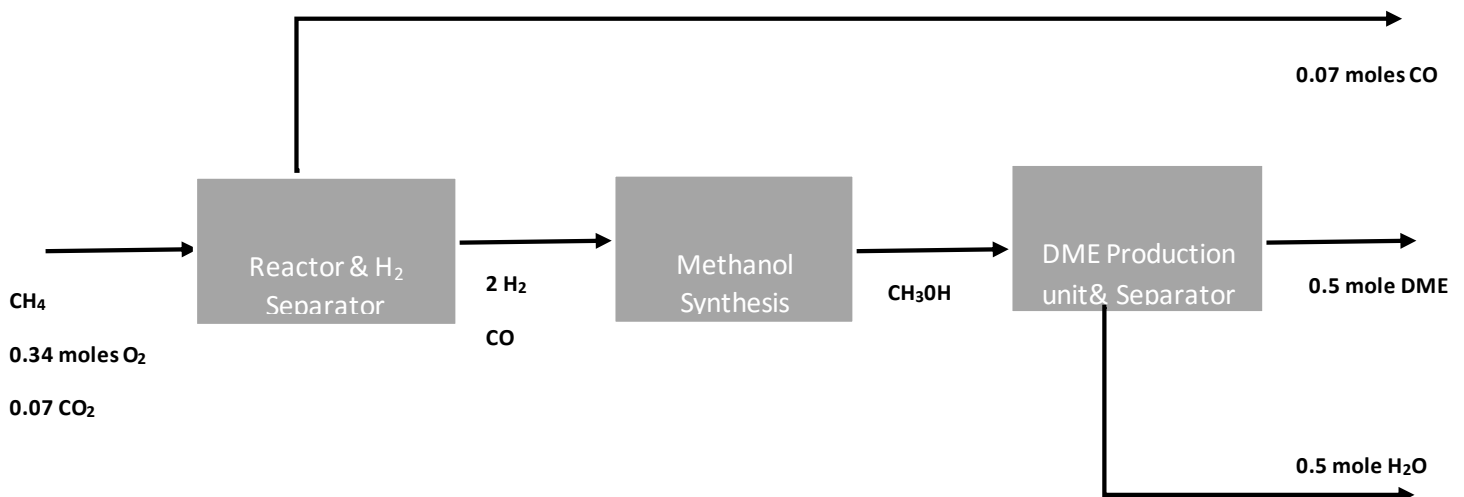 0.07 moles CO
Reactor & H₂
Separator
Methanol
Synthesis
DME Production
unit& Separator
CH₄
0.34 moles O₂
0.07 CO₂
2 H₂
CO
CH₃0H
0.5 mole DME
0.5 mole H₂O